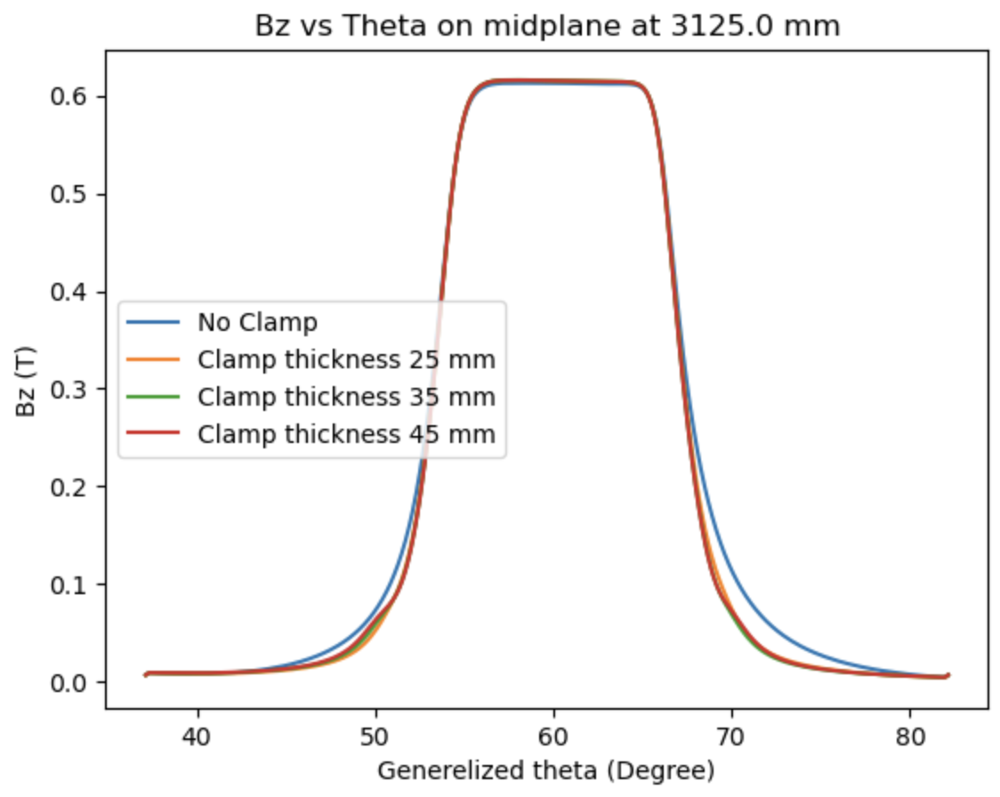 Bz vs Theta on midplane at 3125.0 mm
0.6
0.5
0.4
0.3
0.2
0.1
0.0
Bz (T)
No Clamp
Clamp thickness 25 mm
Clamp thickness 35 mm
Clamp thickness 45 mm
40 50 60 70 80
Generelized theta (Degree)